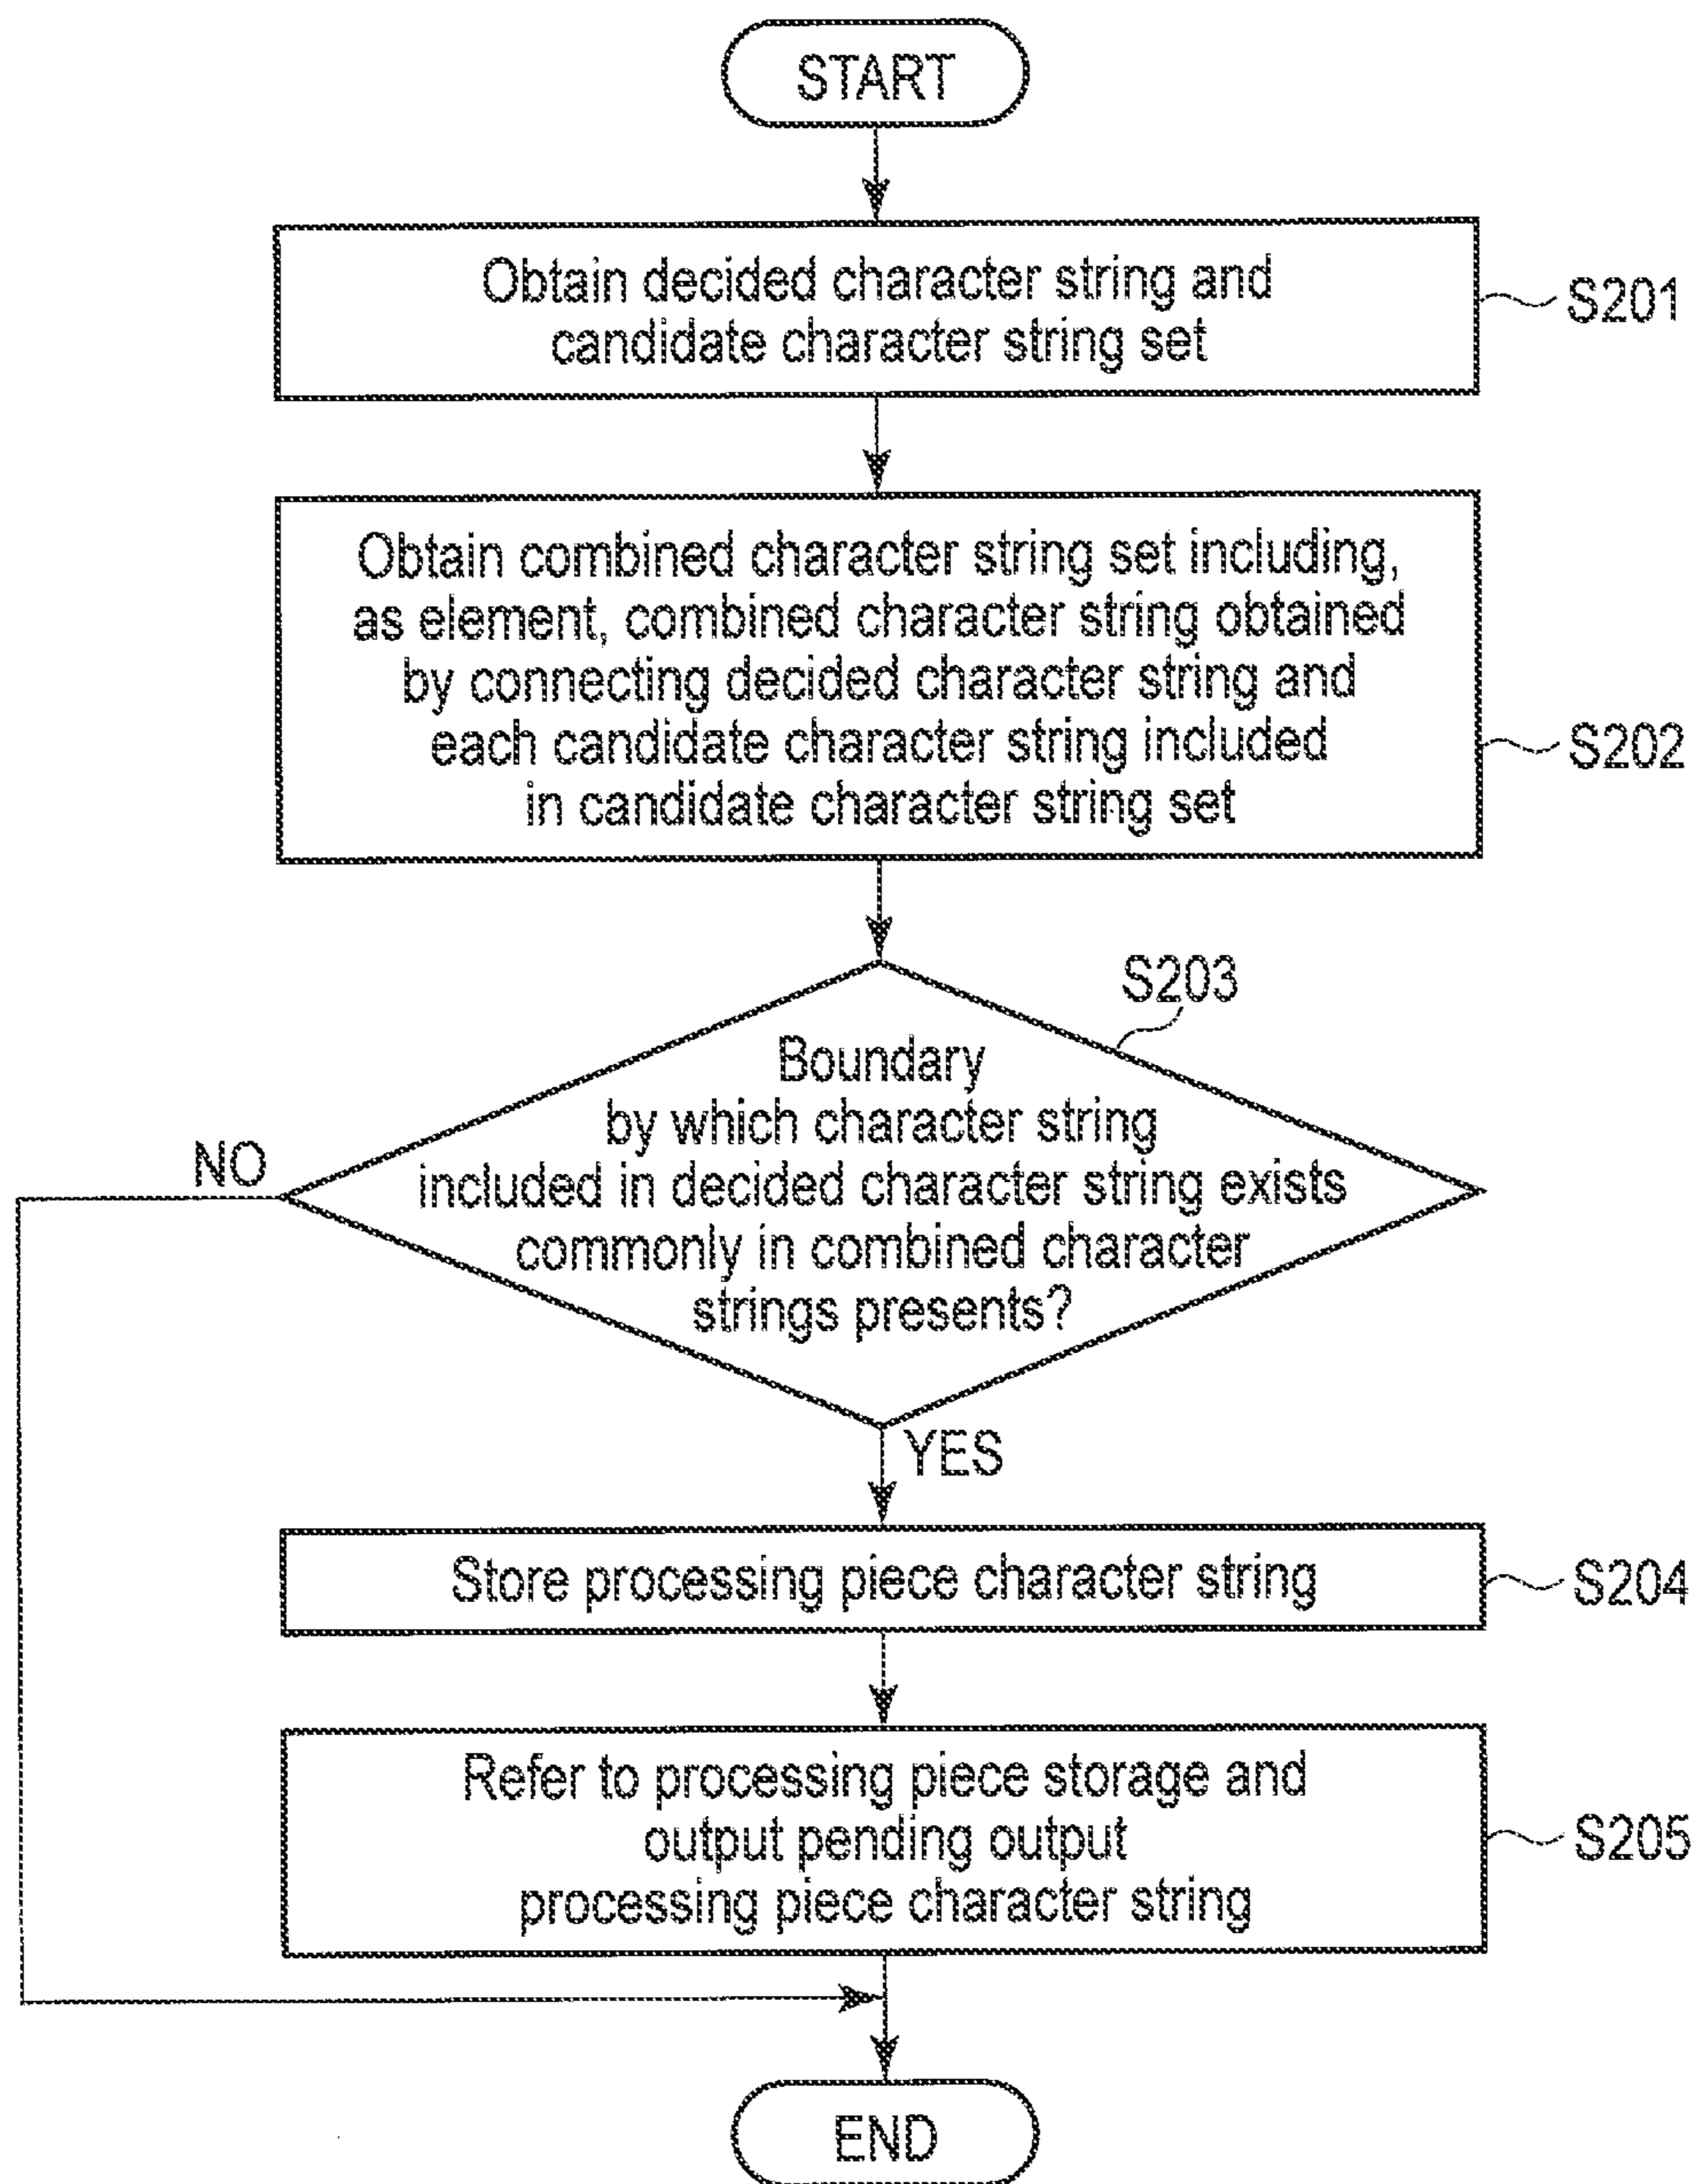 START
Obtain decided character string and
candidate character string set
S201
Obtain combined character string set including,
as element, combined character string obtained
by connecting decided character string and
each candidate character string included
in candidate character string set
S202
S203
Boundary
by which character string
included in decided character string exists
commonly in combined character
strings presents?
NO
YES
Store processing piece character string
S204
Refer to processing piece storage and
output pending output
processing piece character string
S205
END